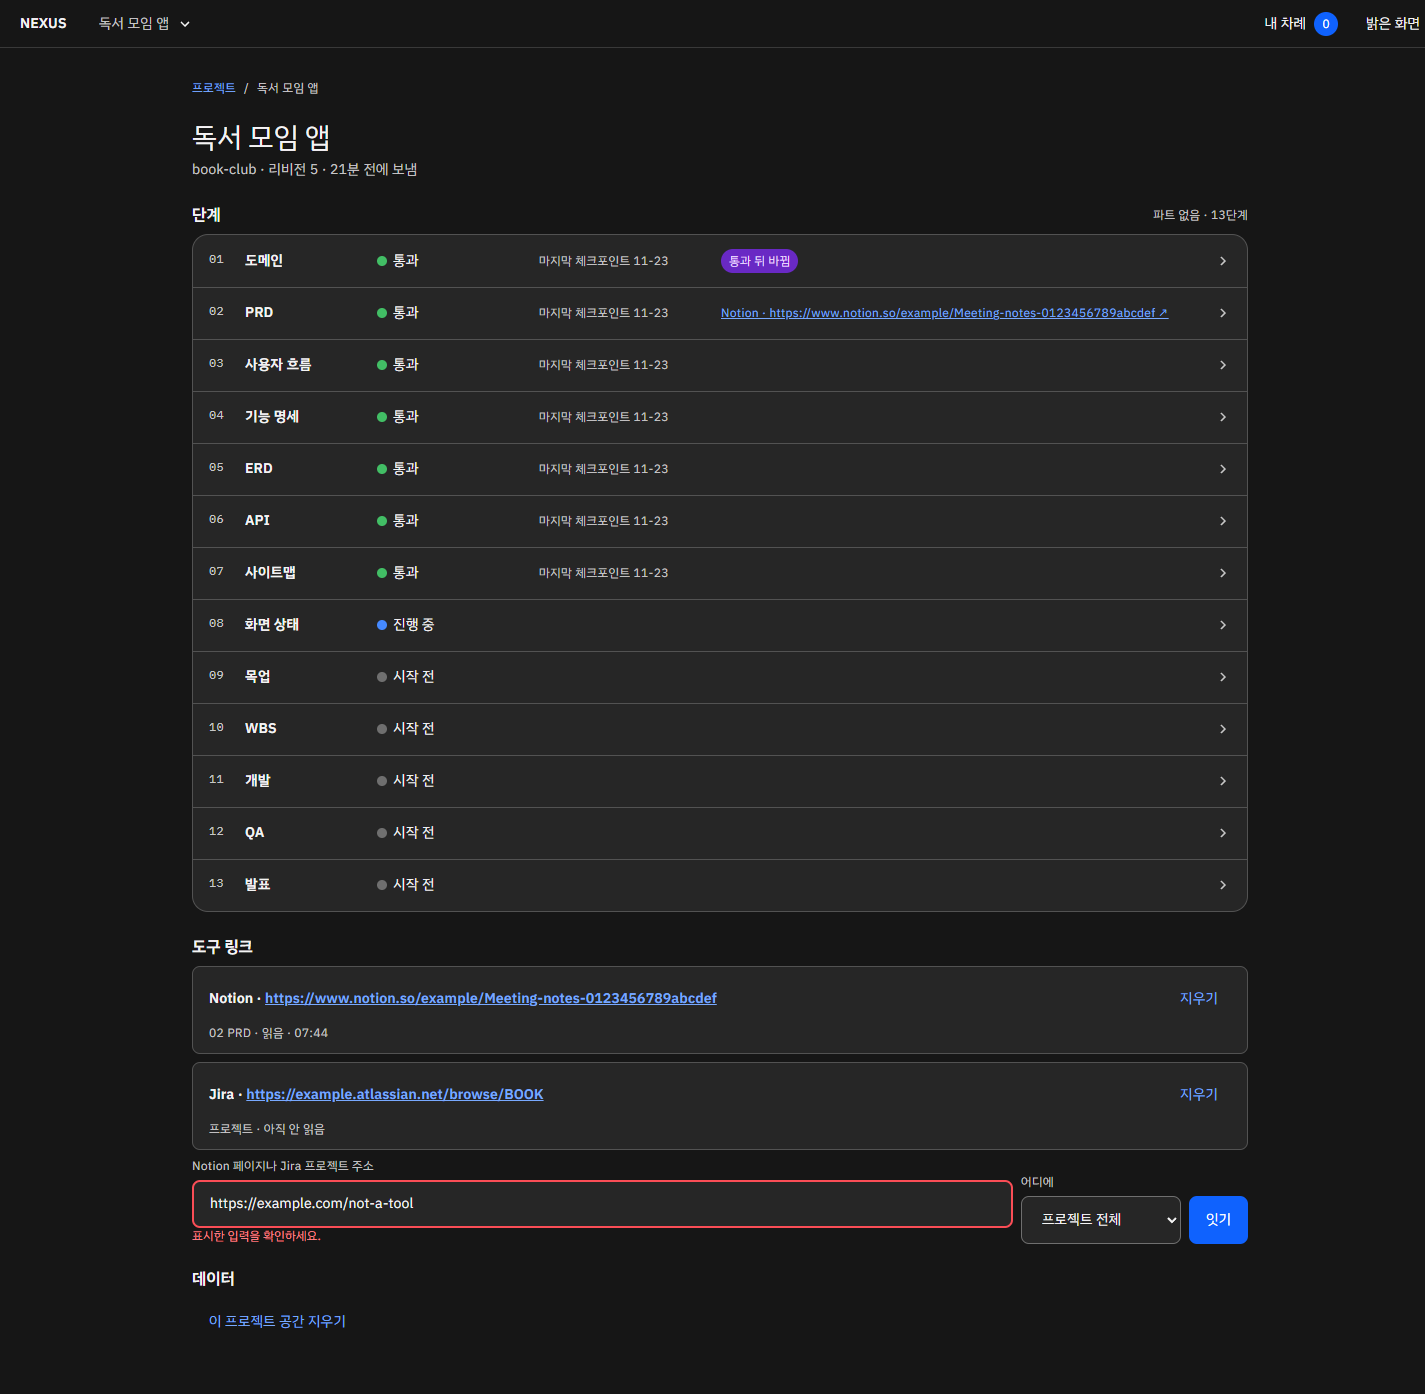 NEXUS 독서 모임 앱 내 차례 0 밝은 화면
프로젝트 / 독서 모임 앱
독서 모임 앱
book-club · 리비전 5 · 21분 전에 보냄
단계 파트 없음 · 13단계
01 도메인 통과 마지막 체크포인트 11-23 통과 뒤 바뀜
02 PRD 통과 마지막 체크포인트 11-23 Notion · https://www.notion.so/example/Meeting-notes-0123456789abcdef ↗
03 사용자 흐름 통과 마지막 체크포인트 11-23
04 기능 명세 통과 마지막 체크포인트 11-23
05 ERD 통과 마지막 체크포인트 11-23
06 API 통과 마지막 체크포인트 11-23
07 사이트맵 통과 마지막 체크포인트 11-23
08 화면 상태 진행 중
09 목업 시작 전
10 WBS 시작 전
11 개발 시작 전
12 QA 시작 전
13 발표 시작 전
도구 링크
Notion · https://www.notion.so/example/Meeting-notes-0123456789abcdef 지우기
02 PRD · 읽음 · 07:44
Jira · https://example.atlassian.net/browse/BOOK 지우기
프로젝트 · 아직 안 읽음
Notion 페이지나 Jira 프로젝트 주소
어디에
https://example.com/not-a-tool 프로젝트 전체 잇기
표시한 입력을 확인하세요.
데이터
이 프로젝트 공간 지우기